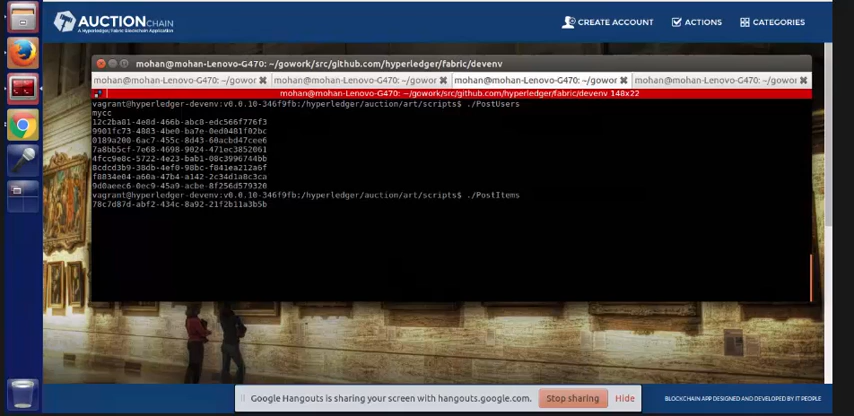 AUCTIONCHAIN
A Hyperledger/ Fabric Blockchain Application
CREATE ACCOUNT
ACTIONS
CATEGORIES
mohan@mohan-Lenovo-G470: ~/gowork/src/github.com/hyperledger/fabric/devenv
mohan@mohan-Lenovo-G470: ~/gowor
mohan@mohan-Lenovo-G470: ~/gowor
mohan@mohan-Lenovo-G470: ~/gowor
mohan@mohan-Lenovo-G470: ~/gowor
mohan@mohan-Lenovo-G470: ~/gowork/src/github.com/hyperledger/fabric/devenv 148x22
vagrant@hyperledger-devenv:v0.0.10-346f9fb:/hyperledger/auction/art/scripts$ ./PostUsers
mycc
12c2ba81-4e8d-466b-abc8-edc566f776f3
9901fc73-4883-4be0-ba7e-0ed0481f02bc
0189a200-6ac7-455c-8d43-60acbd47cee6
7a8bb5cf-7e68-4698-9024-471ec3852061
4fcc9e8c-5722-4e23-bab1-08c3996744bb
8cdcd3b9-38db-4ef0-98bc-f841ea212a6f
f8834e04-a60a-47b4-a142-2c34d1a8c3ca
9d0aeec6-0ec9-45a9-acbe-8f256d579320
vagrant@hyperledger-devenv:v0.0.10-346f9fb:/hyperledger/auction/art/scripts$ ./PostItems
78c7d87d-abf2-434c-8a92-21f2b11a3b5b
Google Hangouts is sharing your screen with hangouts.google.com.
Stop sharing
Hide
BLOCKCHAIN APP DESIGNED AND DEVELOPED BY IT PEOPLE